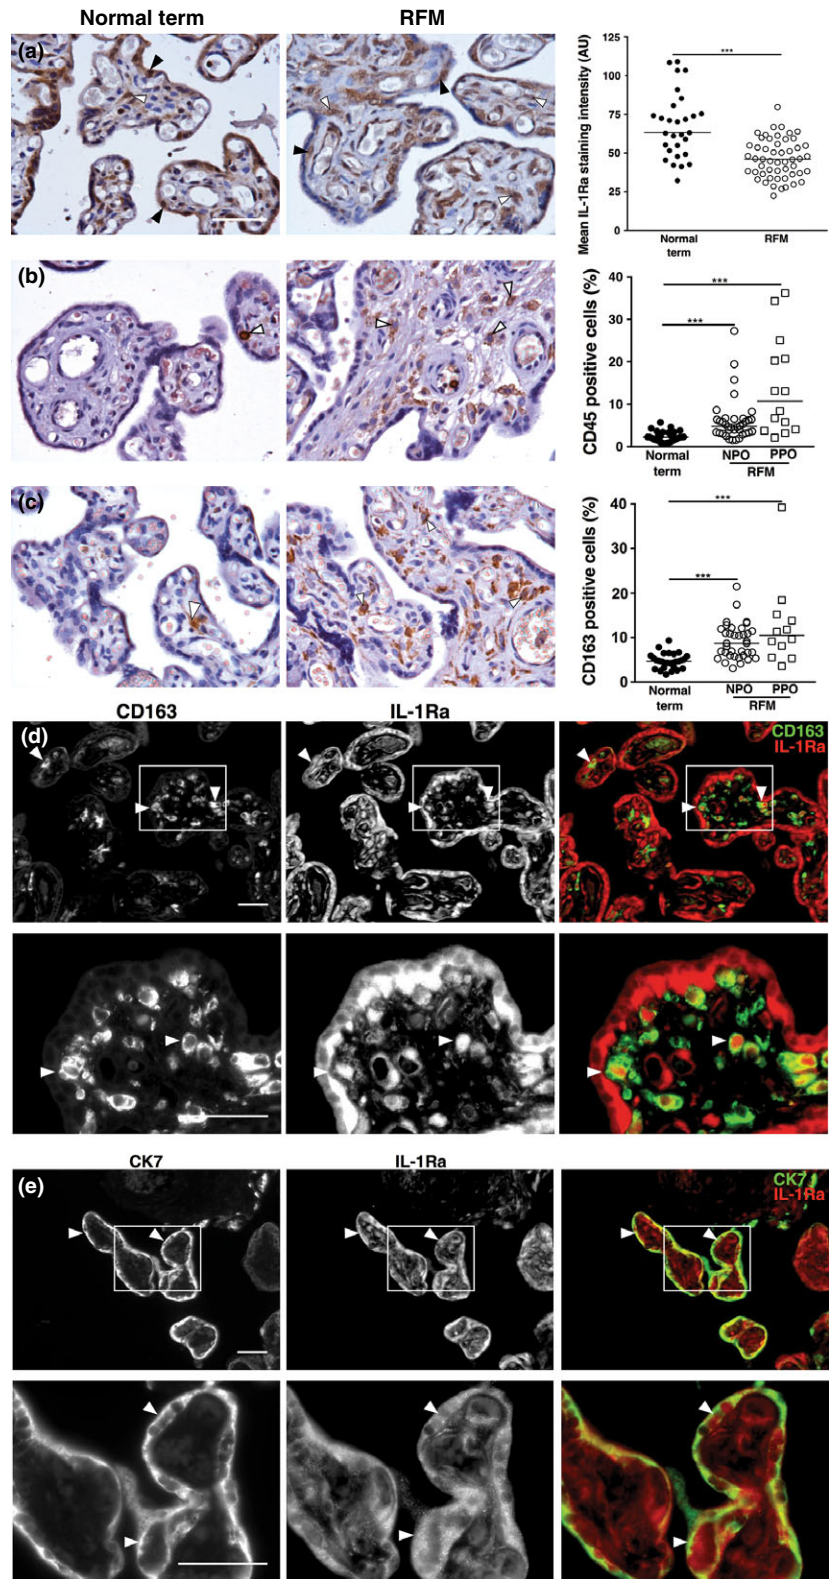 Normal term
RFM
(a)
Mean IL-1Ra staining intensity (AU)
125
100
75
50
25
0
***
Normal
term
RFM
(b)
CD45 positive cells (%)
40
30
20
10
0
***
***
Normal
term
NPO
PPO
RFM
(c)
CD163 positive cells (%)
40
30
20
10
0
***
***
Normal
term
NPO
PPO
RFM
CD163
IL-1Ra
(d)
CD163
IL-1Ra
CK7
IL-1Ra
(e)
CK7
IL-1Ra